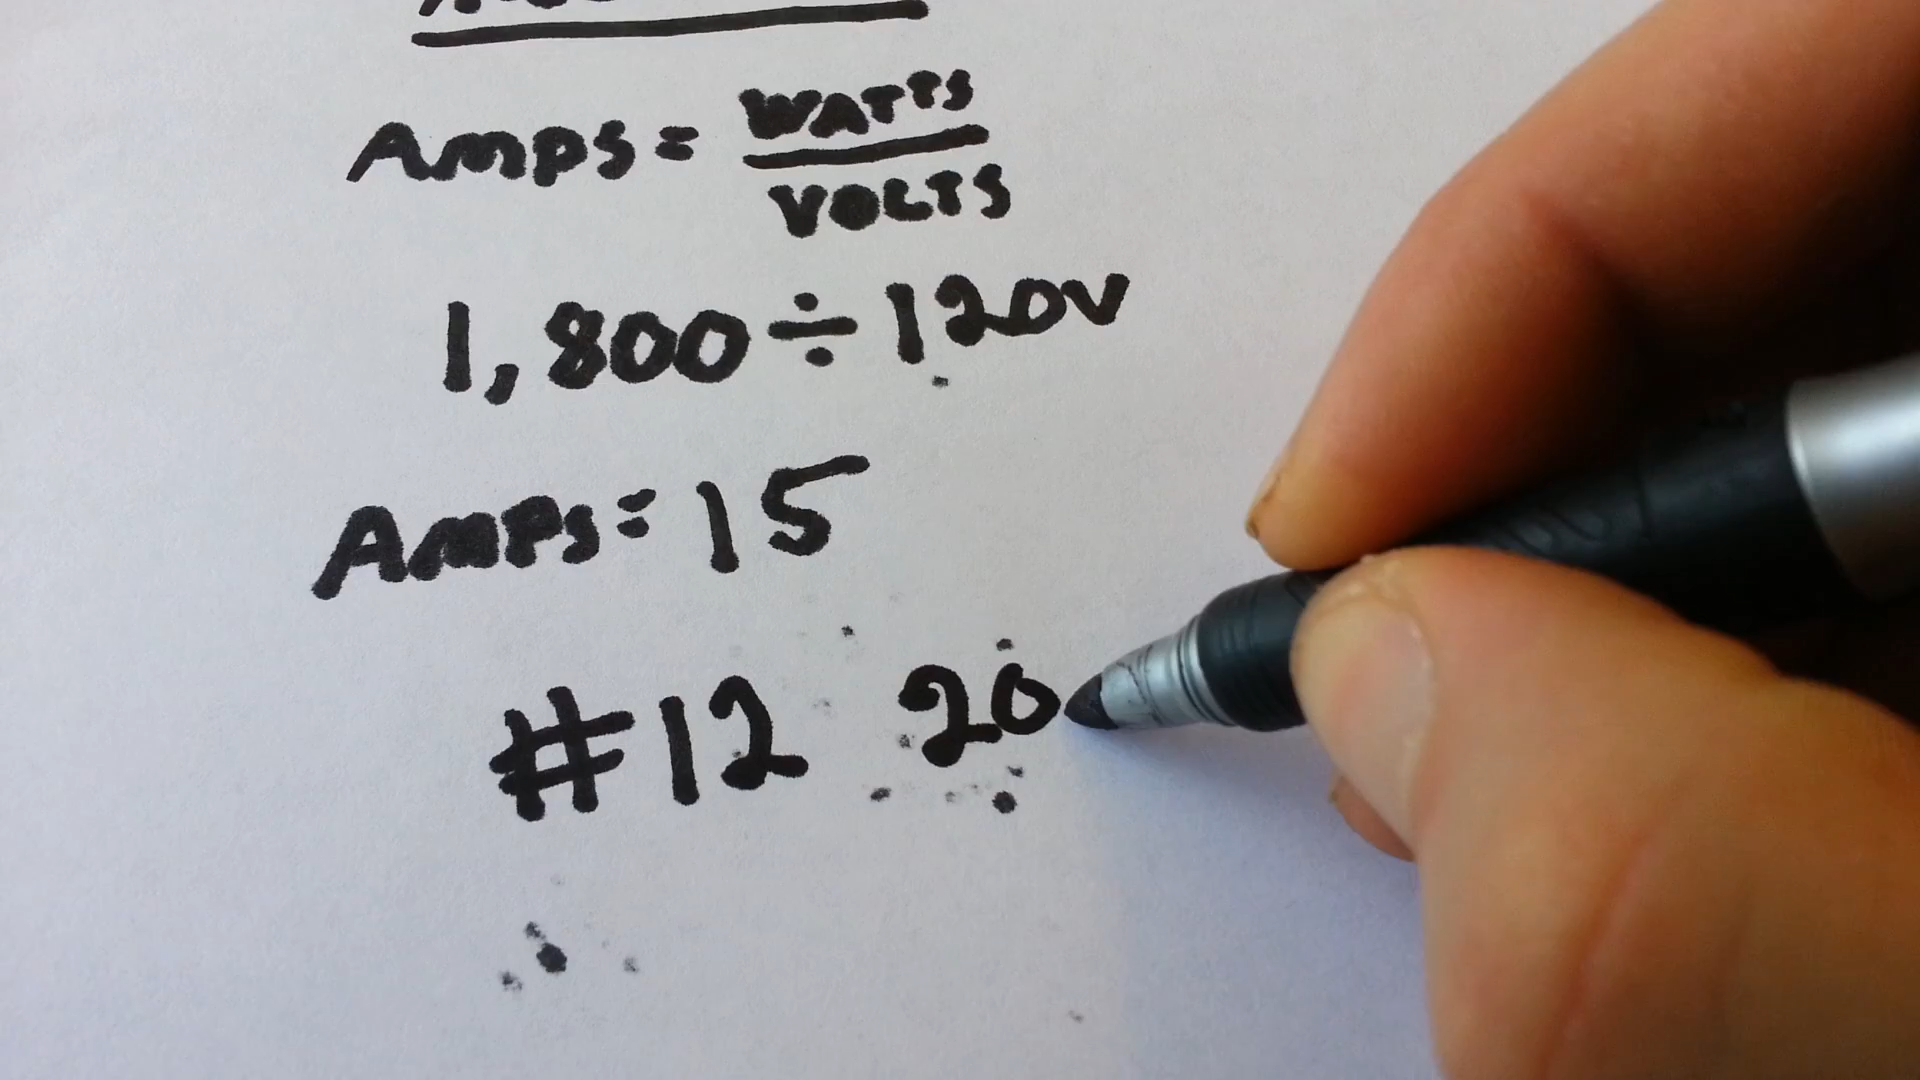 AMPS = WATTS
VOLTS
1,800 ÷ 120V
AMPS = 15
#12 20